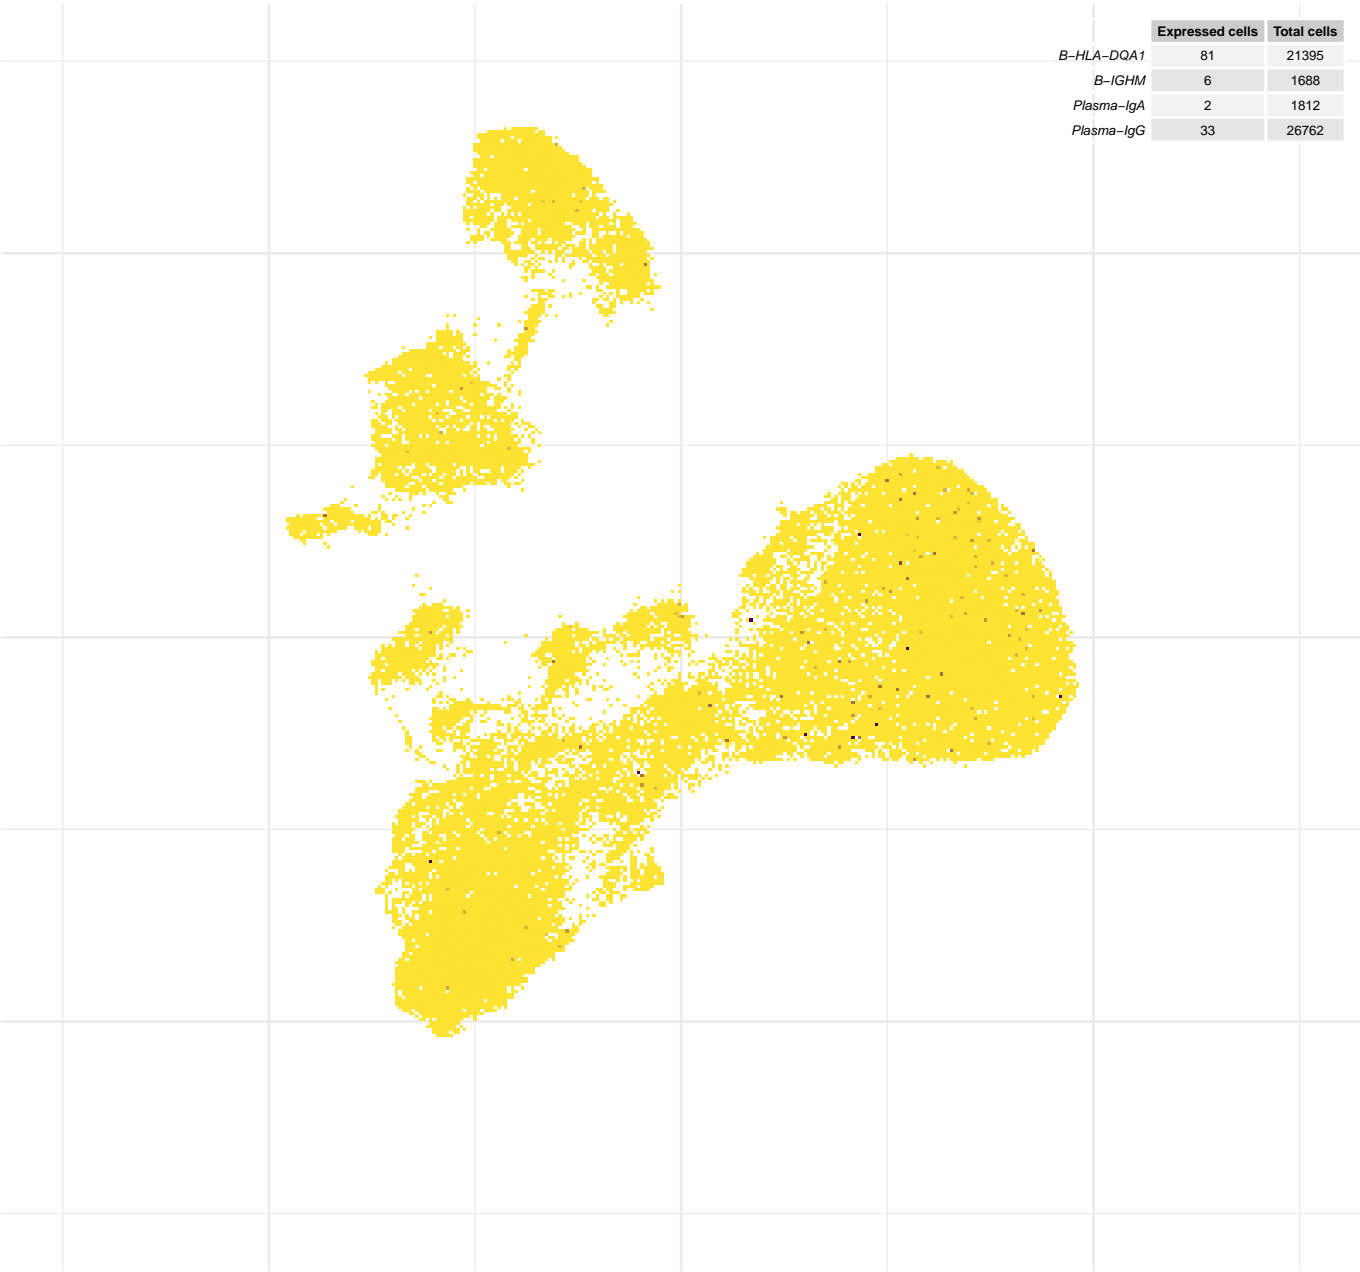 Expressed cells Total cells
B−HLA−DQA1 81 21395
B−IGHM 6 1688
Plasma−IgA 2 1812
Plasma−IgG 33 26762